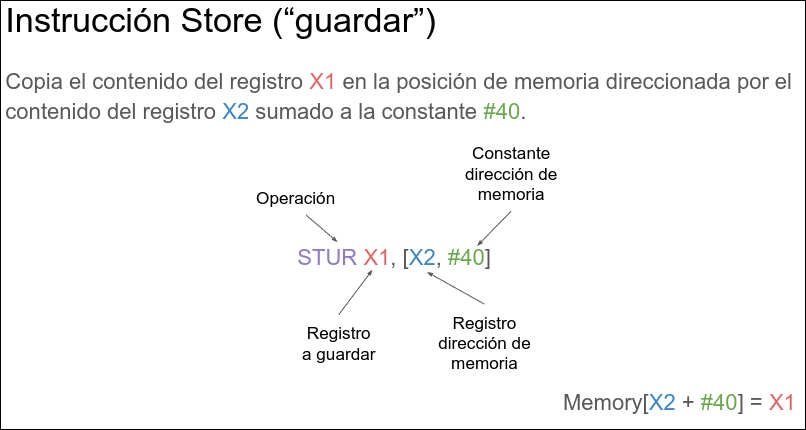 Instrucción Store (“guardar”)
Copia el contenido del registro X1 en la posición de memoria direccionada por el
contenido del registro X2 sumado a la constante #40.
Constante
dirección de
memoria
Operación
STUR X1, [X2, #40]
Registro
a guardar
Registro
dirección de
memoria
Memory[X2 + #40] = X1